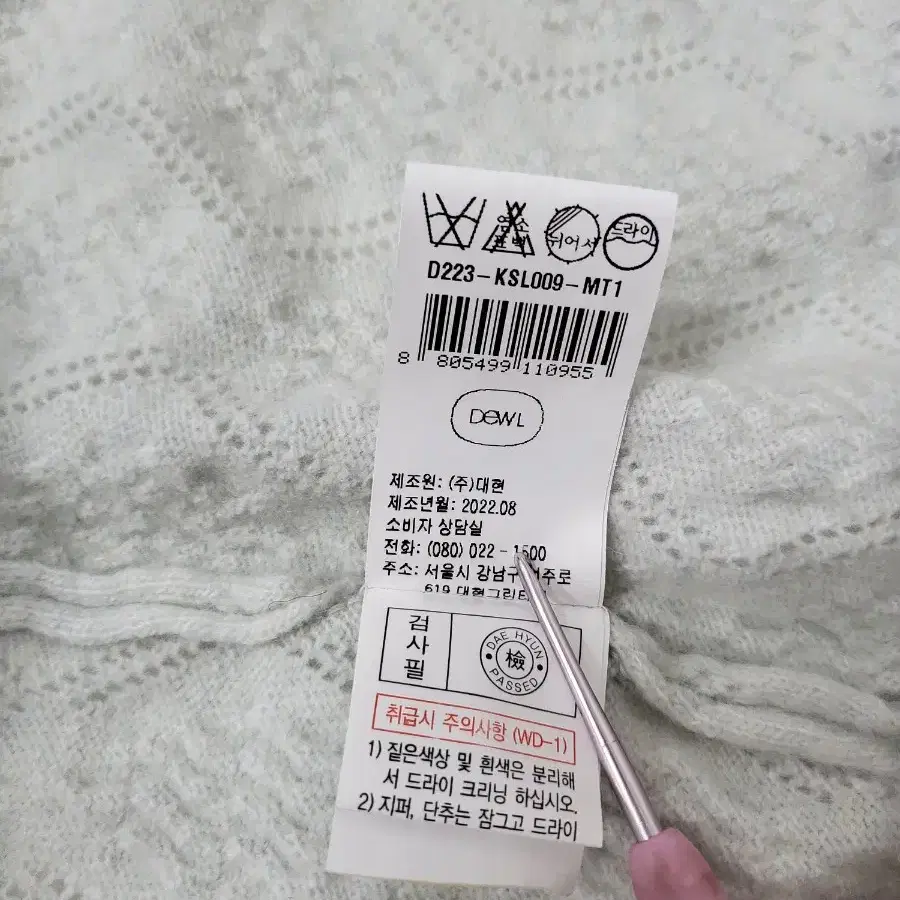 염소
표백
뉘어서
드라이
D223-KSL009-MT1
8 805499 110955
DEWL
제조원: (주)대현
제조년월: 2022.08
소비자 상담실
전화: (080) 022-1500
주소: 서울시 강남구
619 대현그린
검사필
DAE HYUN
檢
PASSED
취급시 주의사항 (WD-1)
1) 짙은색상 및 흰색은 분리해
서 드라이 크리닝 하십시오.
2) 지퍼, 단추는 잠그고 드라이